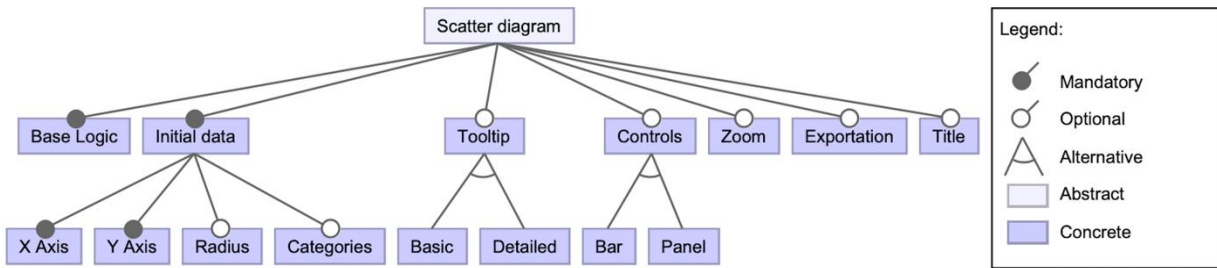 Scatter diagram
Base Logic
Initial data
Tooltip
Controls
Zoom
Exportation
Title
X Axis
Y Axis
Radius
Categories
Basic
Detailed
Bar
Panel
Legend:
Mandatory
Optional
Alternative
Abstract
Concrete